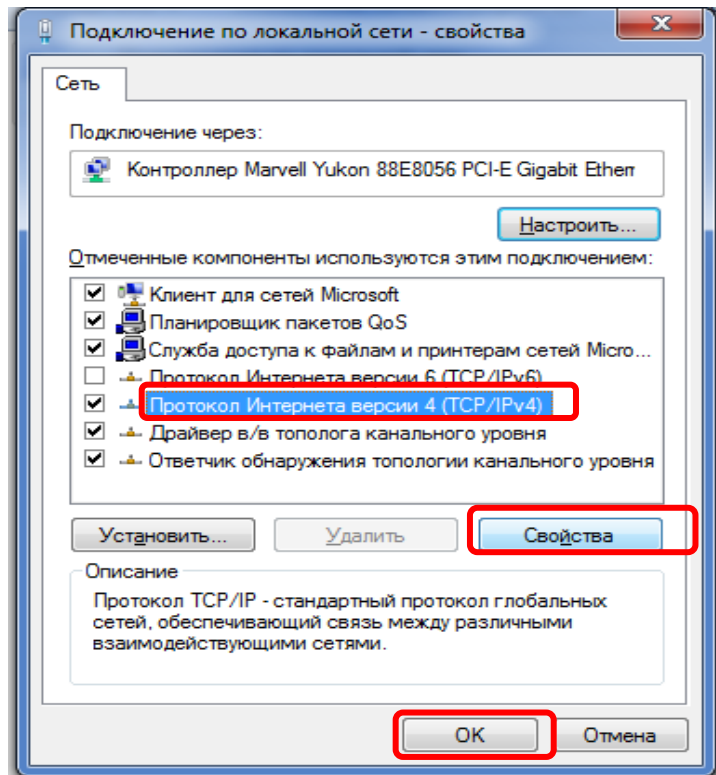 Подключение по локальной сети - свойства
Сеть
Подключение через:
Контроллер Marvell Yukon 88E8056 PCI-E Gigabit Ethern
Настроить...
Отмеченные компоненты используются этим подключением:
Клиент для сетей Microsoft
Планировщик пакетов QoS
Служба доступа к файлам и принтерам сетей Micro...
Протокол Интернета версии 6 (TCP/IPv6)
Протокол Интернета версии 4 (TCP/IPv4)
Драйвер в/в тополога канального уровня
Ответчик обнаружения топологии канального уровня
Установить...
Удалить
Свойства
Описание
Протокол TCP/IP - стандартный протокол глобальных
сетей, обеспечивающий связь между различными
взаимодействующими сетями.
OK
Отмена